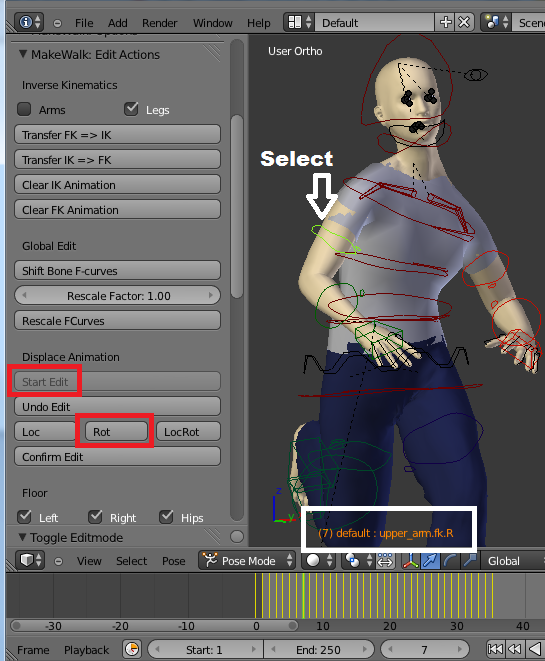 File Add Render Window Help Default Scen
MakeWalk: Edit Actions
User Ortho
Inverse Kinematics
Arms Legs
Transfer FK => IK
Transfer IK => FK
Select
Clear IK Animation
Clear FK Animation
Global Edit
Shift Bone F-curves
Rescale Factor: 1.00
Rescale FCurves
Displace Animation
Start Edit
Undo Edit
Loc Rot LocRot
Confirm Edit
Floor
z
y
Left Right Hips
(7) default : upper_arm.fk.R
Toggle Editmode
View Select Pose Pose Mode Global
-30 -20 -10 0 10 20 30 40
Frame Playback Start: 1 End: 250 7